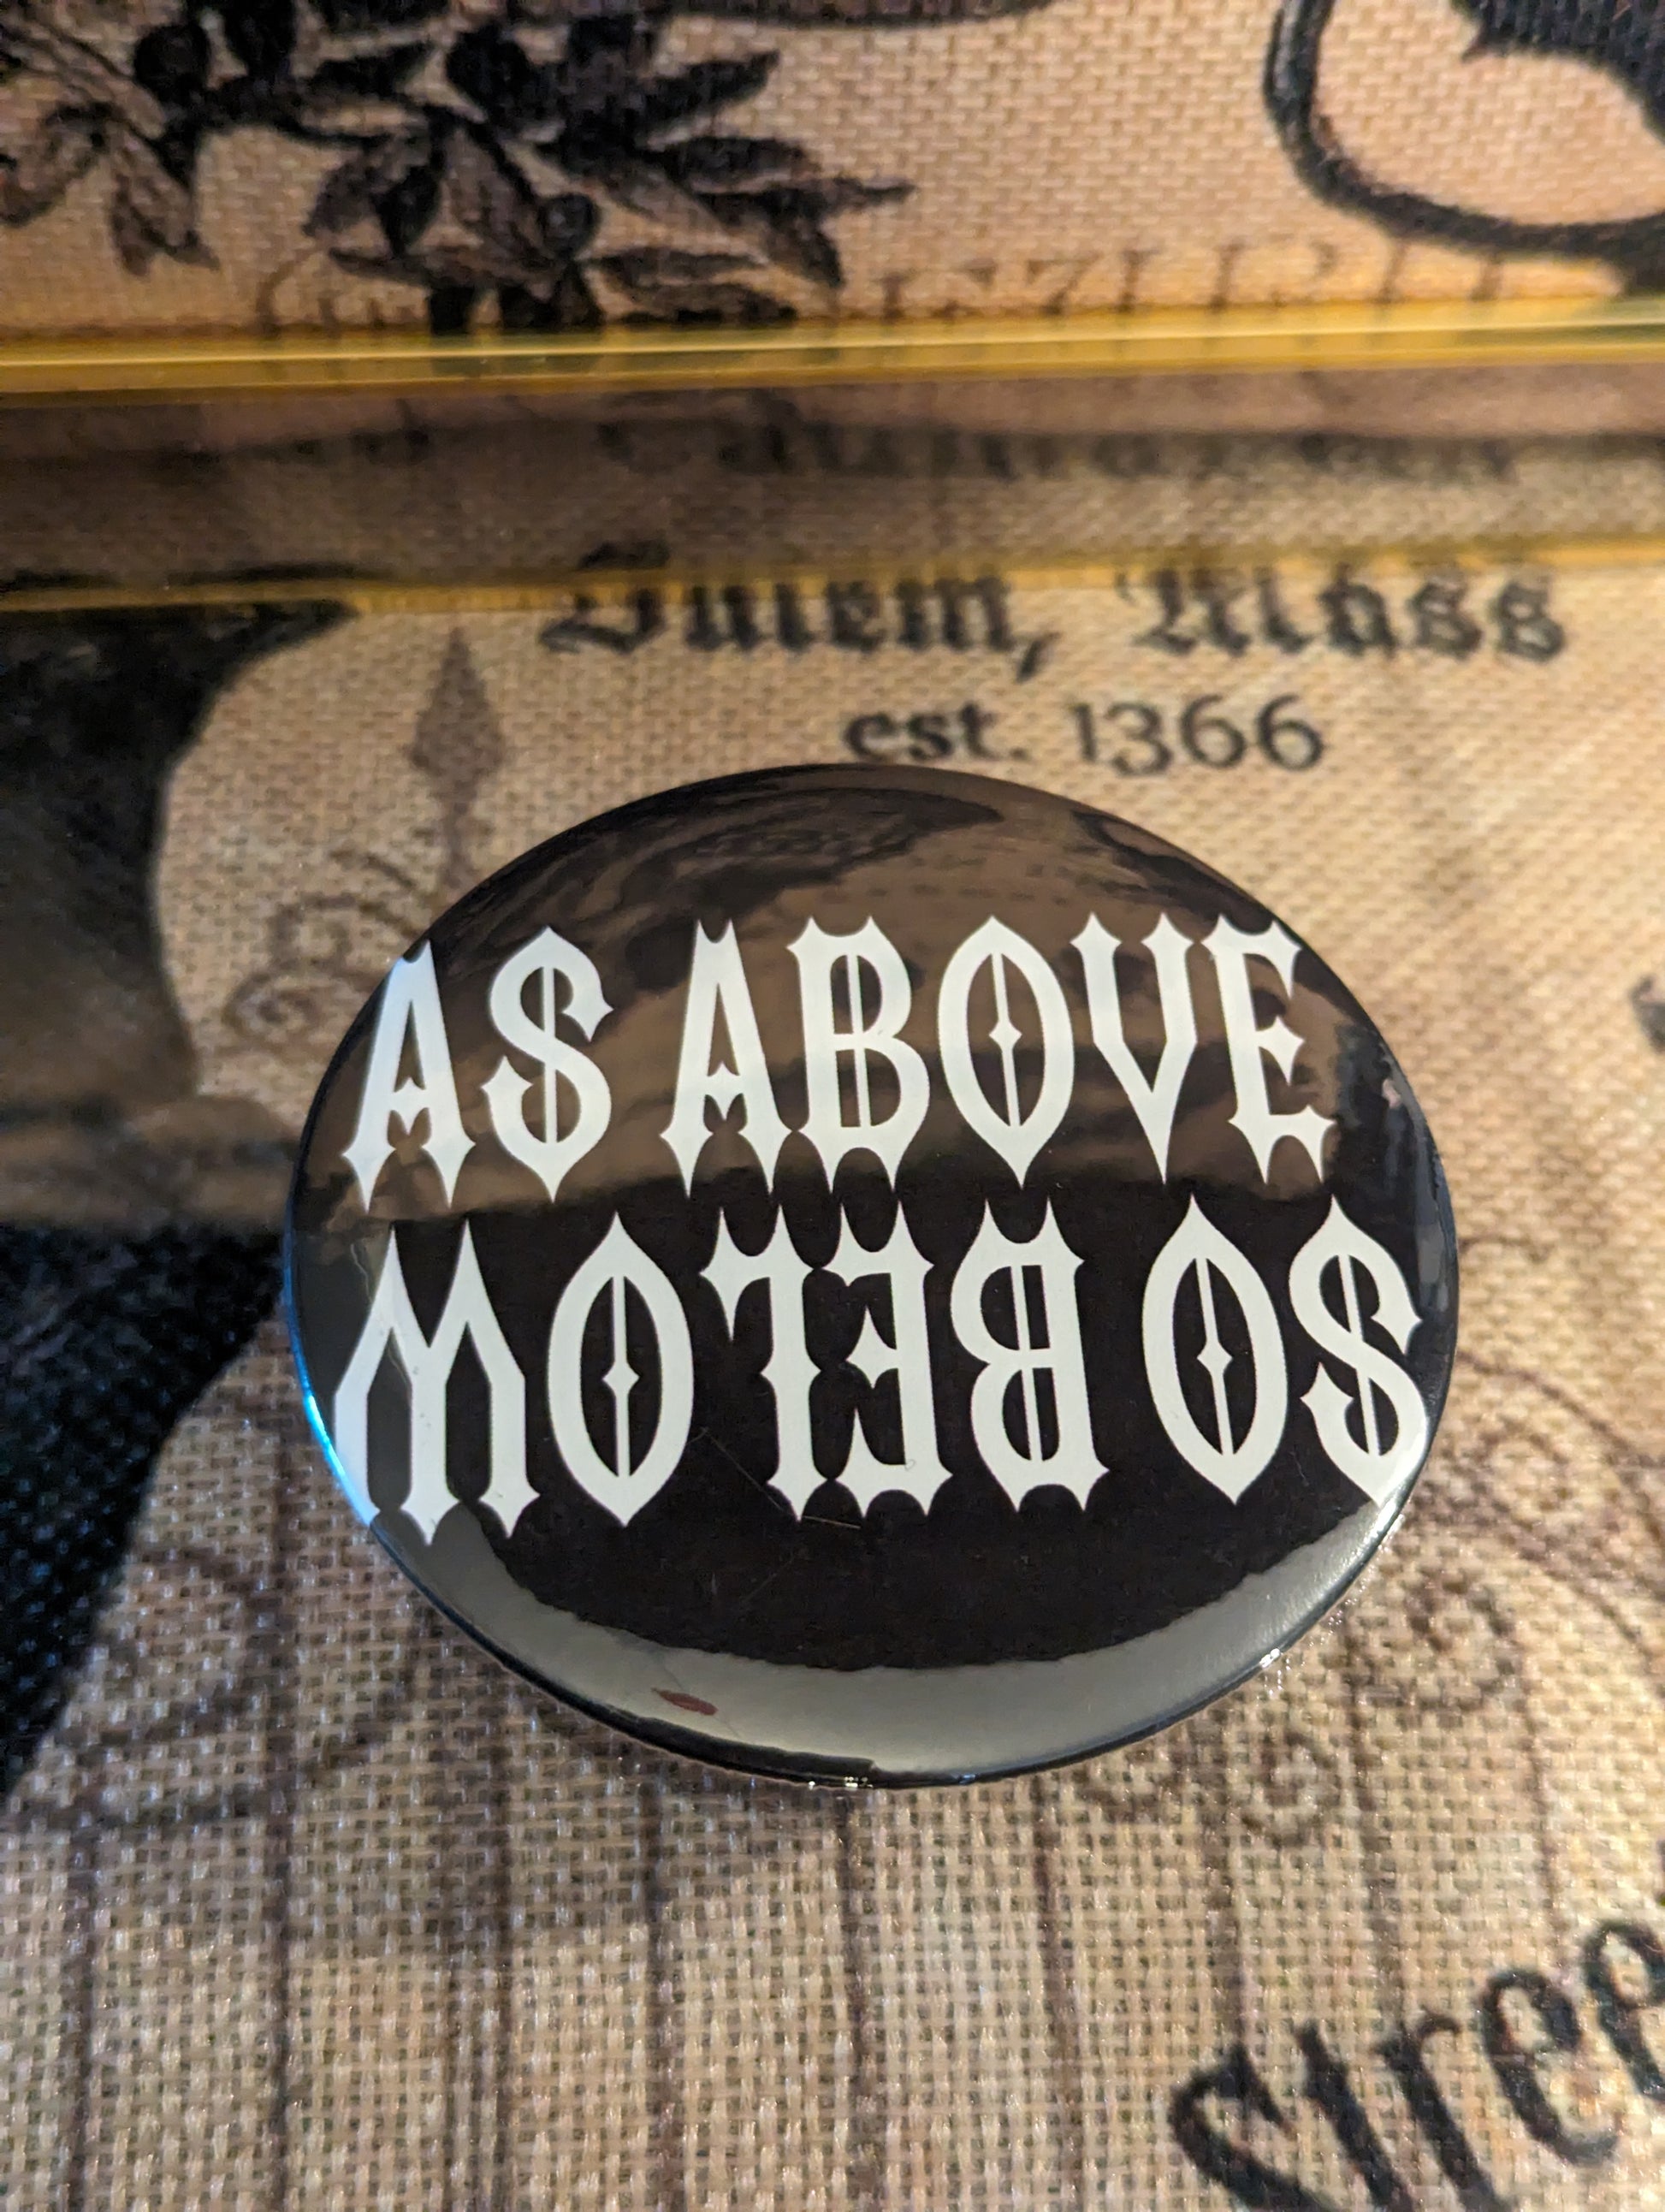 Salem, Mass
est. 1366
AS ABOVE
SO BELOW